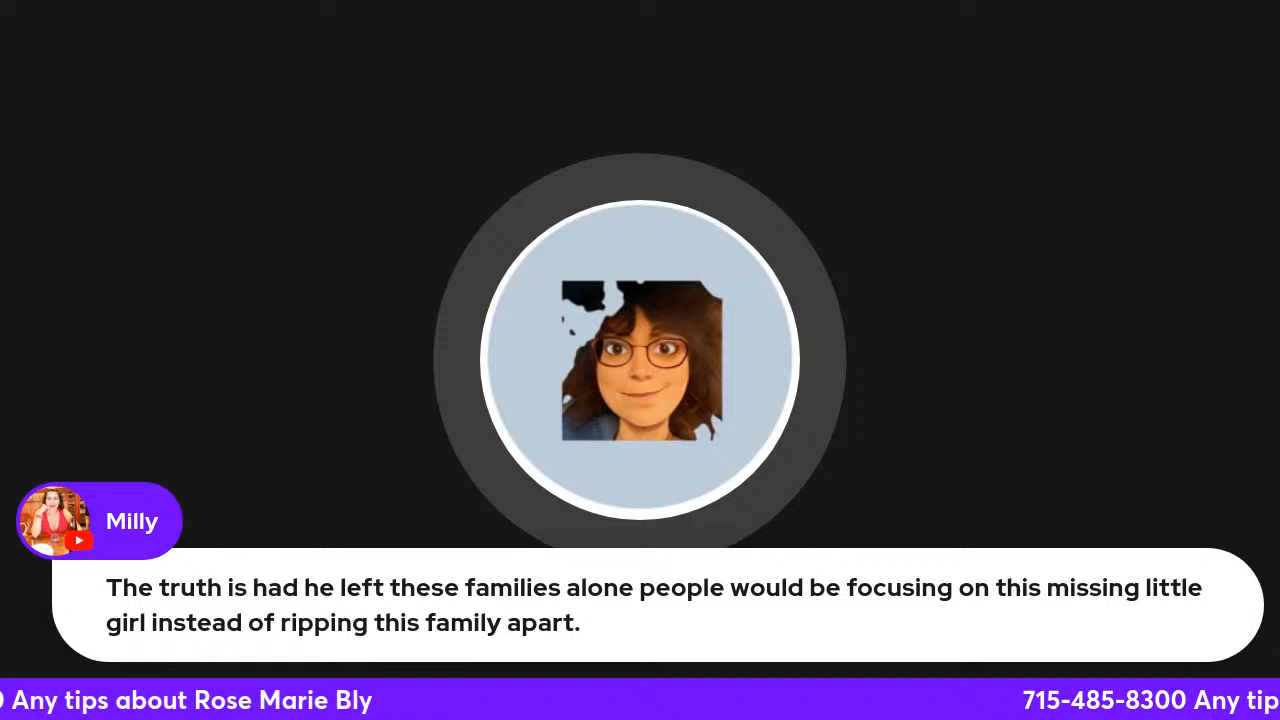 Milly
The truth is had he left these families alone people would be focusing on this missing little
girl instead of ripping this family apart.
0 Any tips about Rose Marie Bly 715-485-8300 Any tip